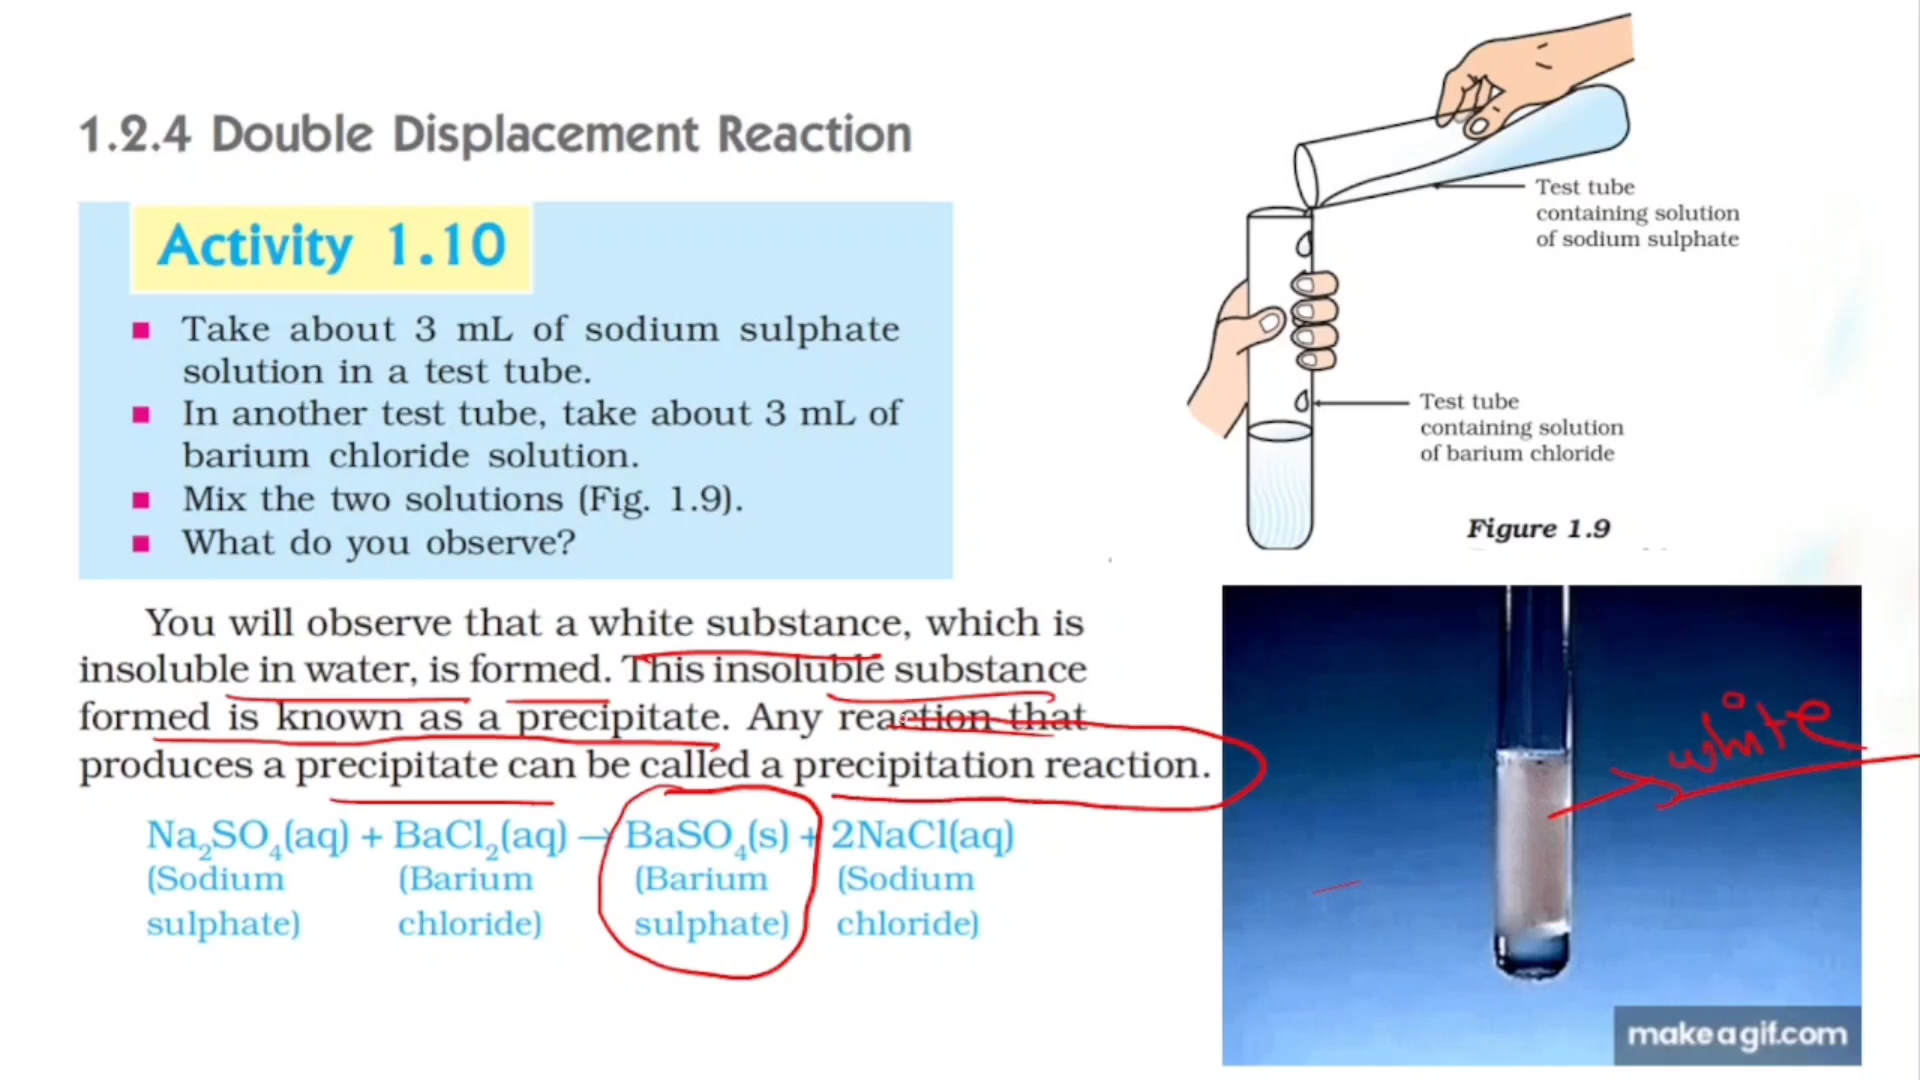 1.2.4 Double Displacement Reaction
Activity 1.10
■ Take about 3 mL of sodium sulphate
solution in a test tube.
■ In another test tube, take about 3 mL of
barium chloride solution.
■ Mix the two solutions (Fig. 1.9).
■ What do you observe?
Test tube
containing solution
of sodium sulphate
Test tube
containing solution
of barium chloride
Figure 1.9
You will observe that a white substance, which is
insoluble in water, is formed. This insoluble substance
formed is known as a precipitate. Any reaction that
produces a precipitate can be called a precipitation reaction.
Na₂SO₄(aq) + BaCl₂(aq) → BaSO₄(s) + 2NaCl(aq)
(Sodium (Barium (Barium (Sodium
sulphate) chloride) sulphate) chloride)
white
makeagif.com